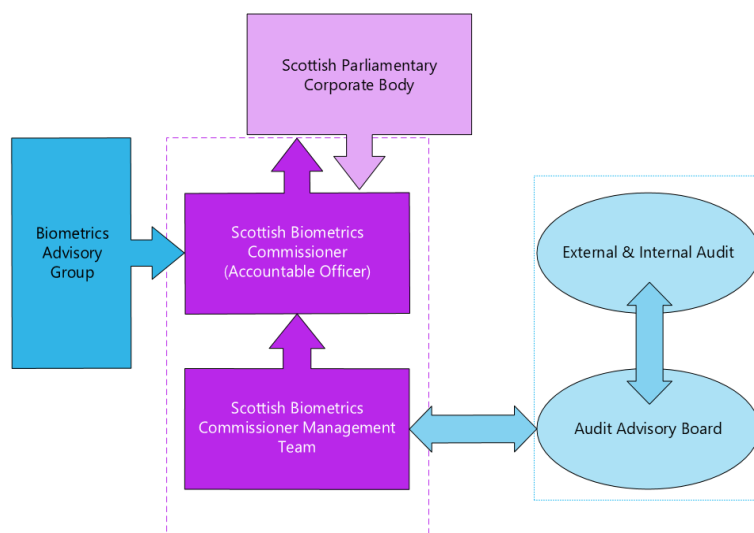 Scottish Parliamentary
Corporate Body
Biometrics
Advisory
Group
Scottish Biometrics
Commissioner
(Accountable Officer)
External & Internal Audit
Scottish Biometrics
Commissioner Management
Team
Audit Advisory Board